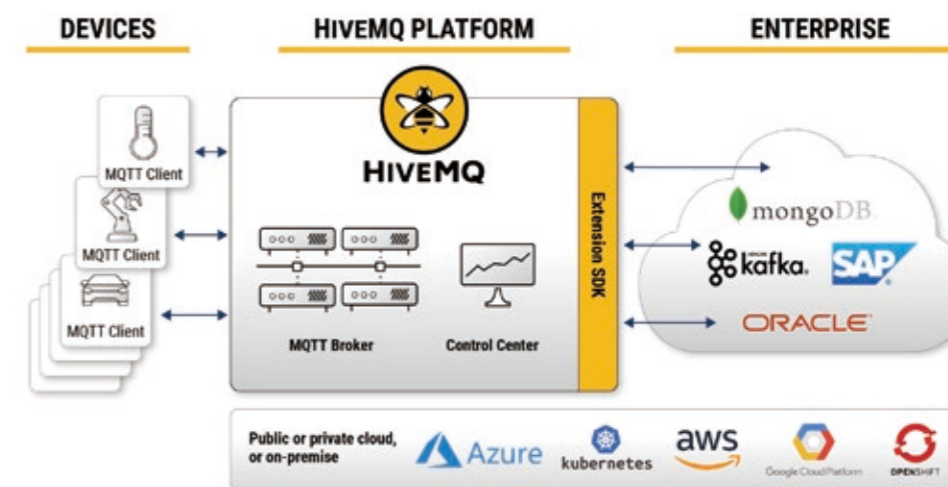 DEVICES
HIVEMQ PLATFORM
ENTERPRISE
MQTT Client
MQTT Client
MQTT Client
HIVEMQ
MQTT Broker
Control Center
Extension SDK
mongoDB
kafka
SAP
ORACLE
Public or private cloud,
or on-premise
Azure
kubernetes
aws
Google Cloud Platform
OPENSHIFT